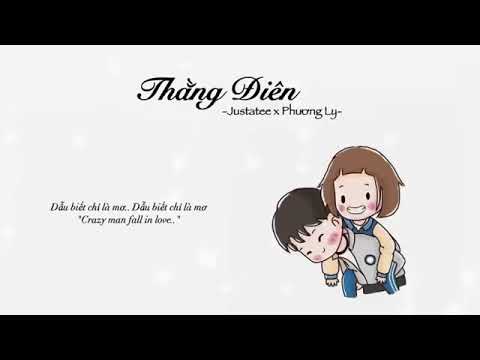 Thằng Điên
-Justatee x Phương Ly-
Dẫu biết chỉ là mơ.. Dẫu biết chỉ là mơ
"Crazy man fall in love.."